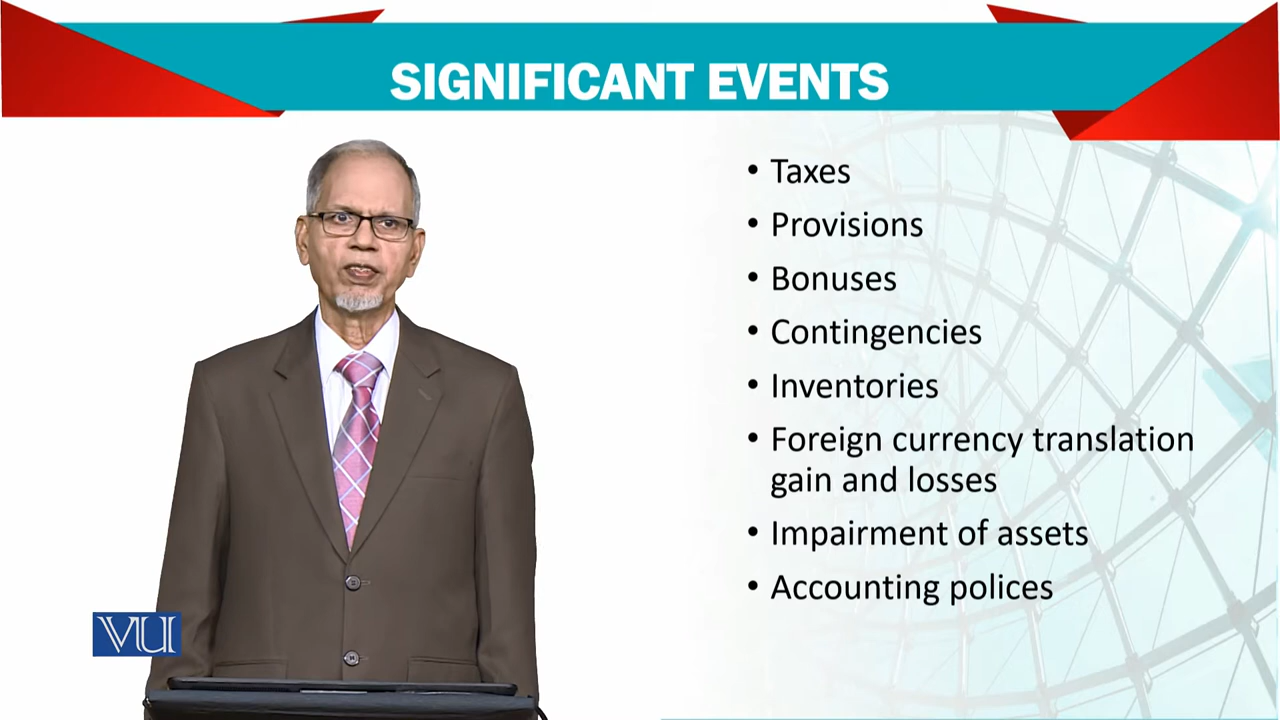 SIGNIFICANT EVENTS
• Taxes
• Provisions
• Bonuses
• Contingencies
• Inventories
• Foreign currency translation
gain and losses
• Impairment of assets
• Accounting polices
VU